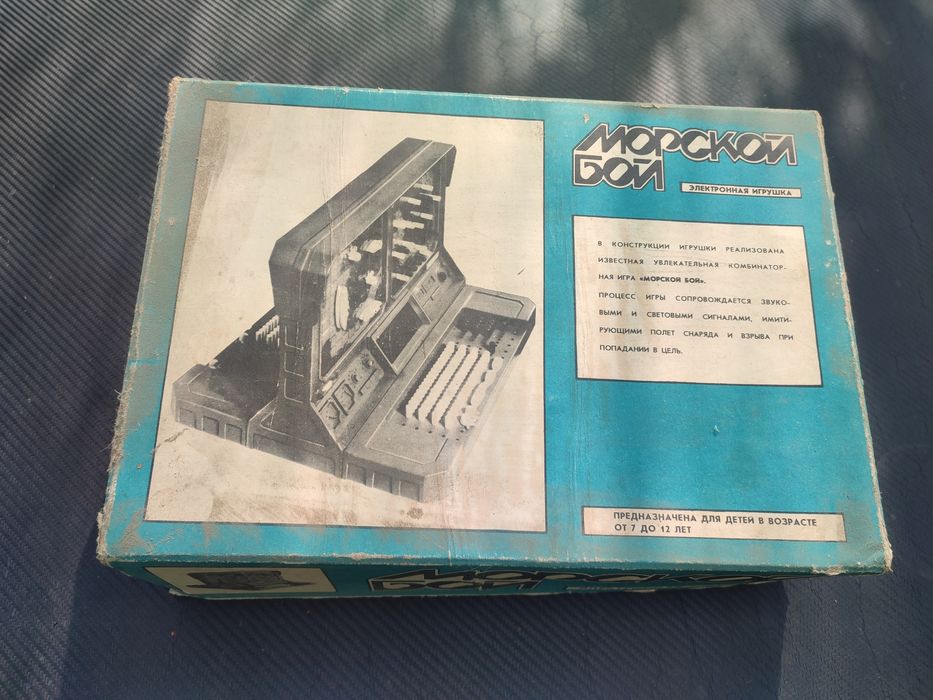 МОРСКОЙ
БОЙ
ЭЛЕКТРОННАЯ ИГРУШКА
В КОНСТРУКЦИИ ИГРУШКИ РЕАЛИЗОВАНА
ИЗВЕСТНАЯ УВЛЕКАТЕЛЬНАЯ КОМБИНАТОР-
НАЯ ИГРА «МОРСКОЙ БОЙ».
ПРОЦЕСС ИГРЫ СОПРОВОЖДАЕТСЯ ЗВУКО-
ВЫМИ И СВЕТОВЫМИ СИГНАЛАМИ, ИМИТИ-
РУЮЩИМИ ПОЛЕТ СНАРЯДА И ВЗРЫВА ПРИ
ПОПАДАНИИ В ЦЕЛЬ.
ПРЕДНАЗНАЧЕНА ДЛЯ ДЕТЕЙ В ВОЗРАСТЕ
ОТ 7 ДО 12 ЛЕТ
МОРСКОЙ
БОЙ